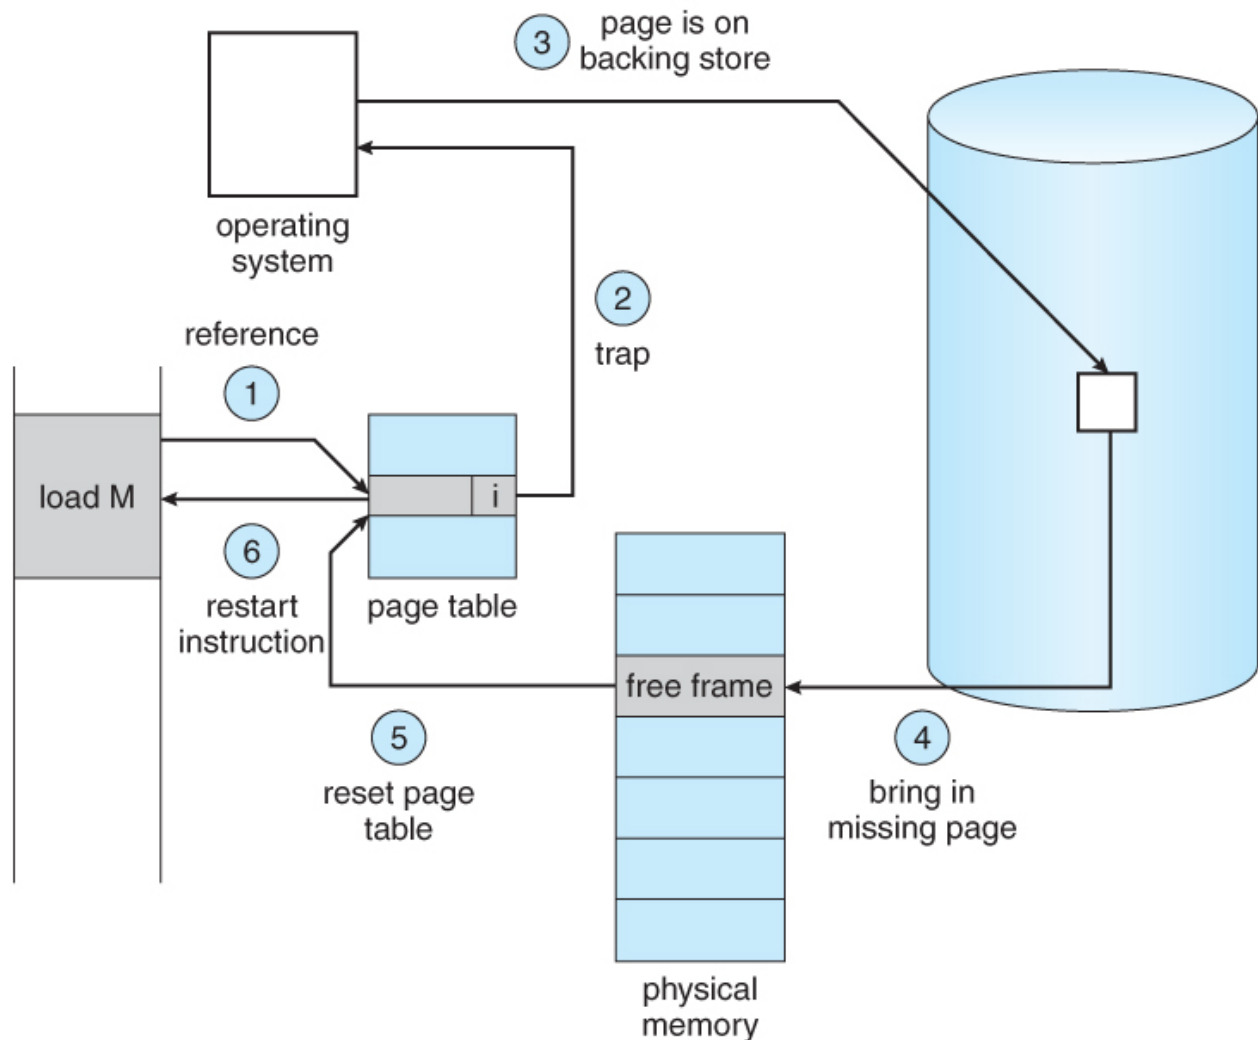 3
page is on
backing store
operating
system
2
trap
reference
1
load M
i
6
restart
instruction
page table
free frame
5
reset page
table
4
bring in
missing page
physical
memory